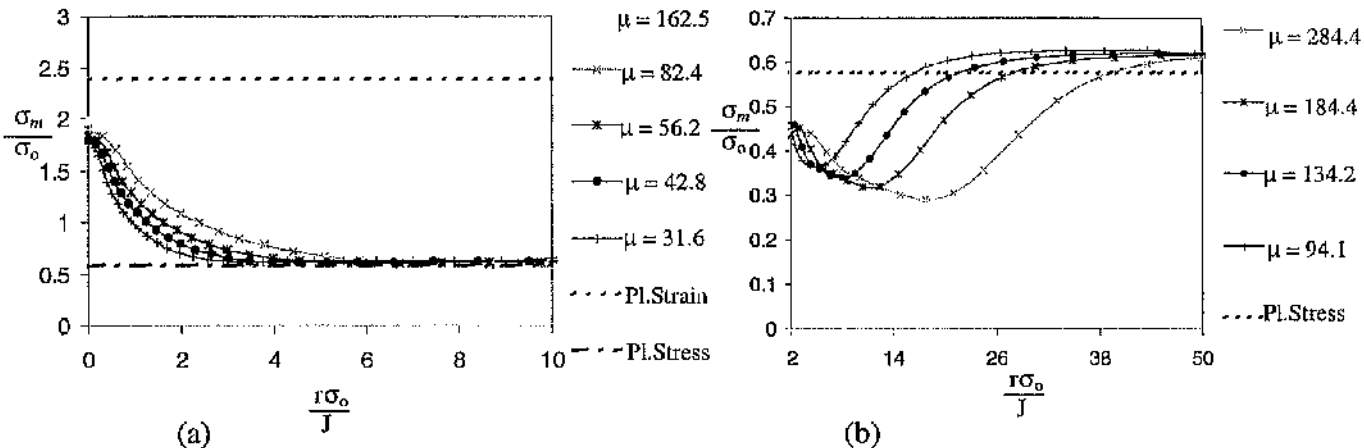 3
2.5
2
1.5
1
0.5
0
σm
σo
0 2 4 6 8 10
rσo
J
(a)
μ = 162.5
μ = 82.4
μ = 56.2
μ = 42.8
μ = 31.6
Pl.Strain
Pl.Stress
0.7
0.6
0.5
0.4
0.3
0.2
0.1
0
σm
σo
2 14 26 38 50
rσo
J
(b)
μ = 284.4
μ = 184.4
μ = 134.2
μ = 94.1
Pl.Stress